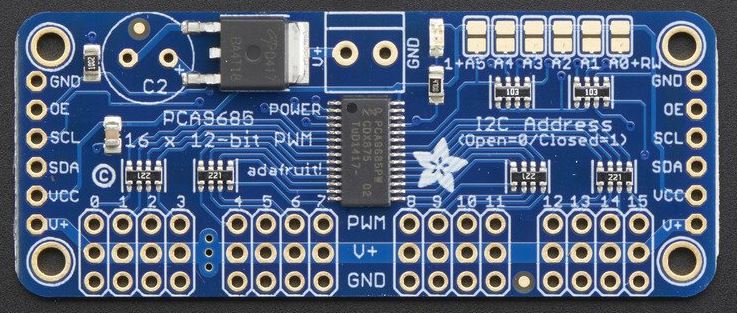 C2
+
V+
GND
1+A5 A4 A3 A2 A1 A0+RW
GND
OE
SCL
SDA
VCC
V+
PCA9685
16 x 12-bit PWM
POWER
adafruit!
©
PCA9685PW
I2C Address
(Open=0/Closed=1)
103
103
221
221
221
221
GND
OE
SCL
SDA
VCC
V+
0 1 2 3 4 5 6 7 8 9 10 11 12 13 14 15
PWM
V+
GND